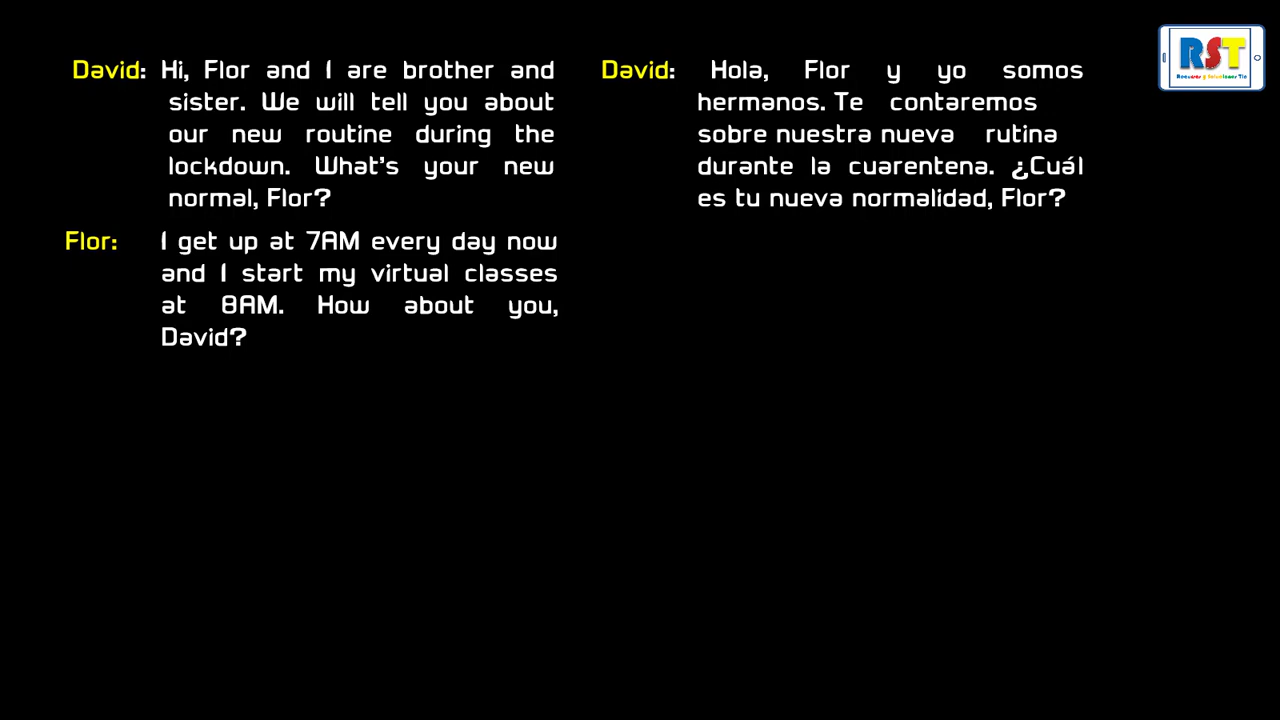 David: Hi, Flor and I are brother and
sister. We will tell you about
our new routine during the
lockdown. What's your new
normal, Flor?
Flor: I get up at 7AM every day now
and I start my virtual classes
at 8AM. How about you,
David?
David: Hola, Flor y yo somos
hermanos. Te contaremos
sobre nuestra nueva rutina
durante la cuarentena. ¿Cuál
es tu nueva normalidad, Flor?
RST
Recursos y Soluciones Tic